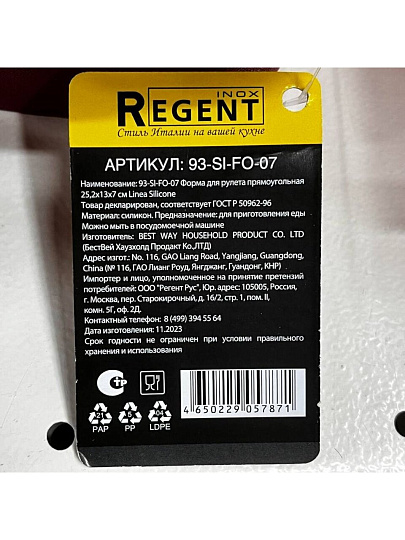 INOX
REGENT
Стиль Италии на вашей кухне
АРТИКУЛ: 93-SI-FO-07
Наименование: 93-SI-FO-07 Форма для рулета прямоугольная
25,2x13x7 см Linea Silicone
Товар декларирован, соответствует ГОСТ Р 50962-96
Материал: силикон. Предназначение: для приготовления еды
Можно мыть в посудомоечной машине
Изготовитель: BEST WAY HOUSEHOLD PRODUCT CO. LTD
(БестВей Хаузхолд Продакт Ко,ЛТД)
Адрес изгот.: No. 116, GAO Liang Road, Yangjiang, Guangdong,
China (№ 116, ГАО Лианг Роуд, Янгджанг, Гуандонг, КНР)
Импортер и лицо, уполномоченное на принятие претензий
потребителей: ООО "Регент Рус", Юр. адрес: 105005, Россия,
г. Москва, пер. Старокирочный, д. 16/2, стр. 1, пом. II,
комн. 5Г, оф. 2Д.
Контактный телефон: 8 (499) 394 55 64
Дата изготовления: 11.2023
Срок годности не ограничен при условии правильного
хранения и использования
СТР
4 650229 057871
21 5 04
PAP PP LDPE